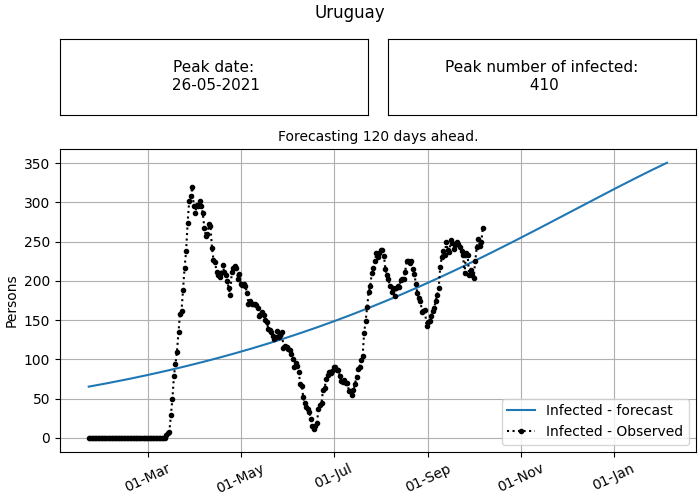 Uruguay
Peak date:
26-05-2021
Peak number of infected:
410
Forecasting 120 days ahead.
350
300
250
200
150
100
50
0
Persons
Infected - forecast
Infected - Observed
01-Mar
01-May
01-Jul
01-Sep
01-Nov
01-Jan